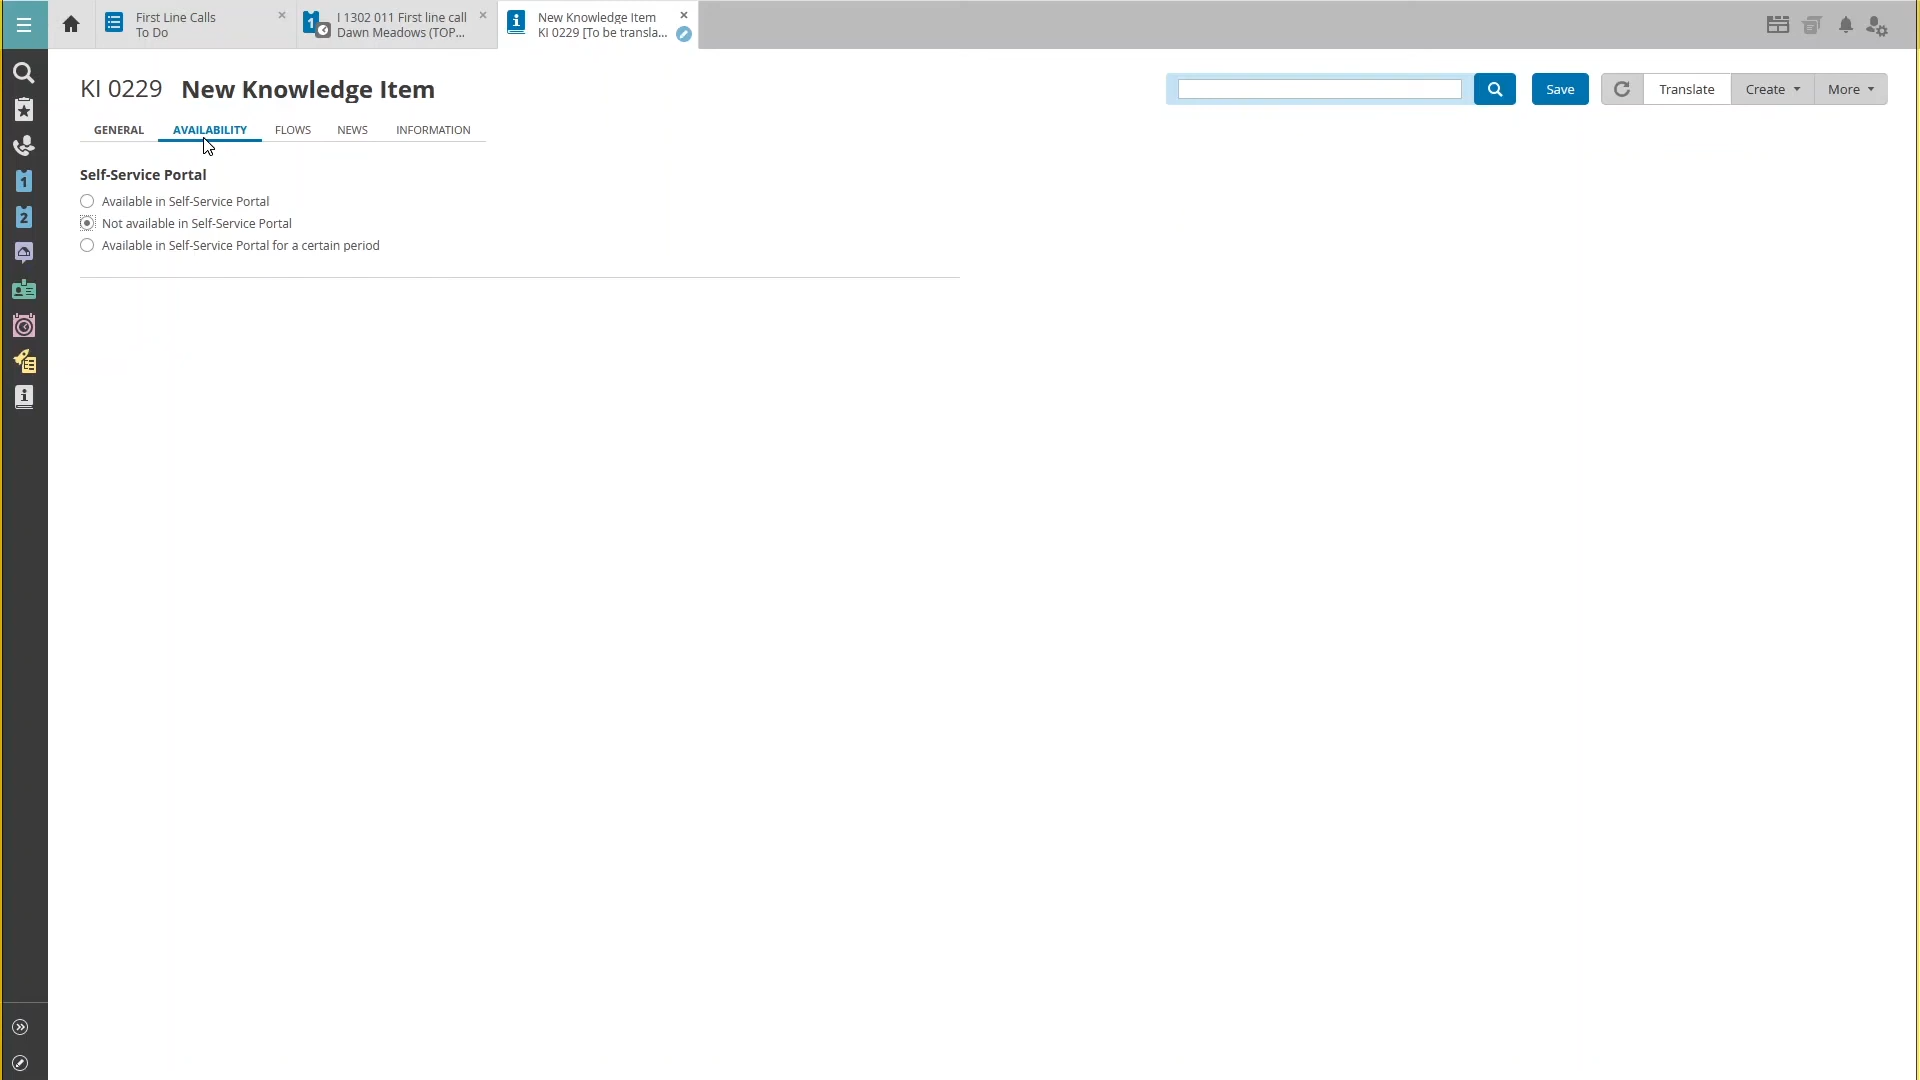 First Line Calls
To Do
1
I 1302 011 First line call
Dawn Meadows (TOP...
New Knowledge Item
KI 0229 [To be transla...
KI 0229 New Knowledge Item
Save
Translate
Create
More
GENERAL
AVAILABILITY
FLOWS
NEWS
INFORMATION
Self-Service Portal
Available in Self-Service Portal
Not available in Self-Service Portal
Available in Self-Service Portal for a certain period
1
2